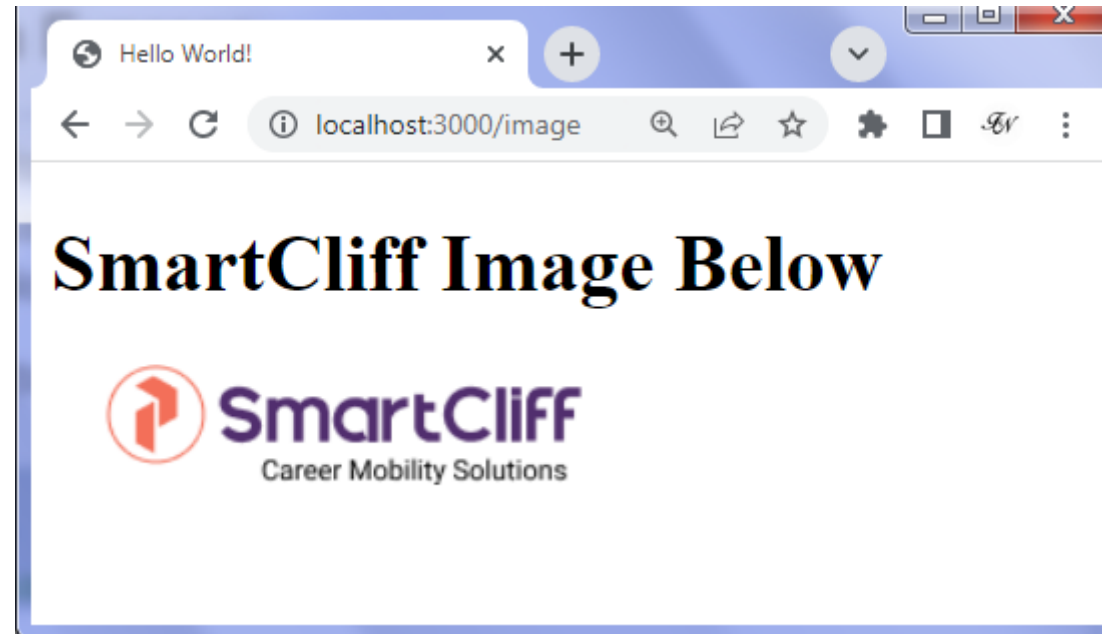 Hello World!
localhost:3000/image
SmartCliff Image Below
SmartCliff
Career Mobility Solutions